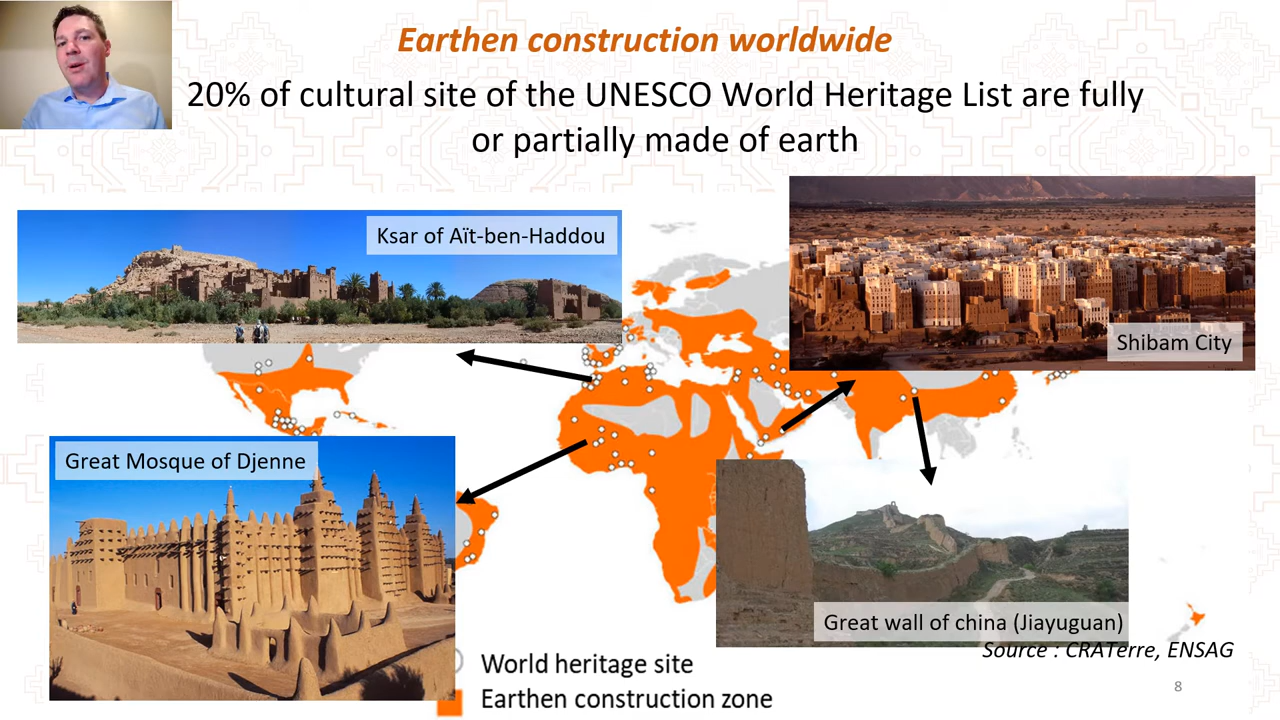 Earthen construction worldwide
20% of cultural site of the UNESCO World Heritage List are fully
or partially made of earth
Ksar of Aït-ben-Haddou
Shibam City
Great Mosque of Djenne
Great wall of china (Jiayuguan)
Source : CRATerre, ENSAG
World heritage site
Earthen construction zone
8